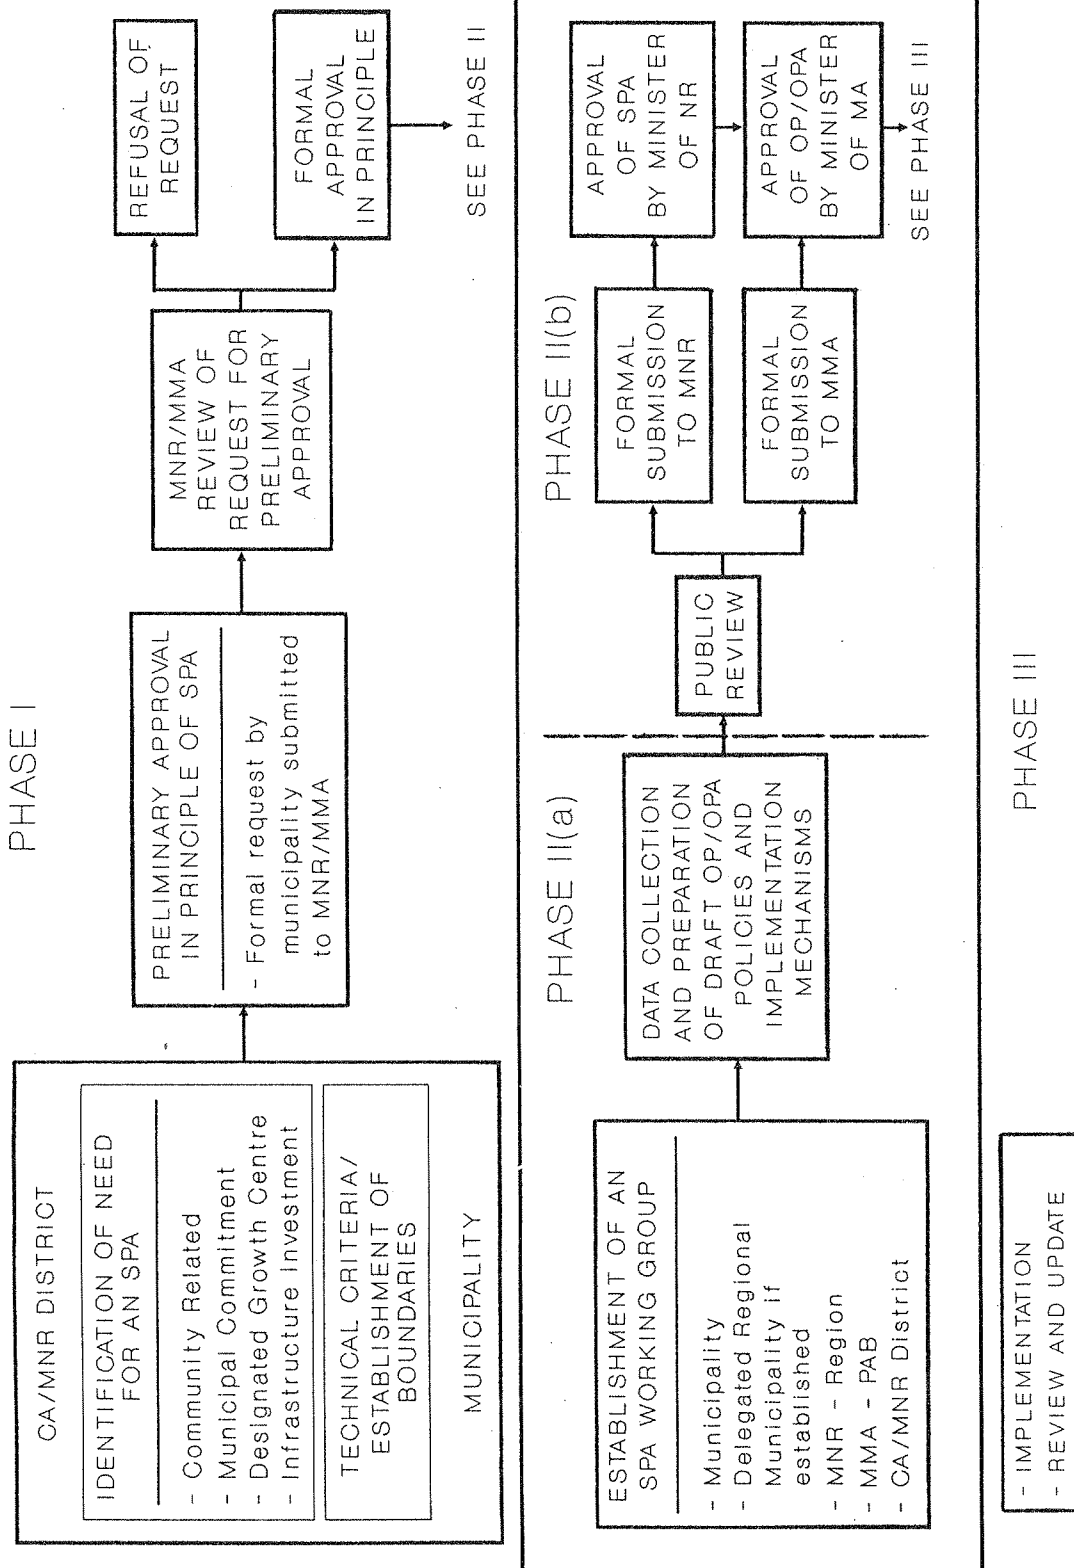 PHASE I
CA/MNR DISTRICT
IDENTIFICATION OF NEED
FOR AN SPA
- Community Related
- Municipal Commitment
- Designated Growth Centre
- Infrastructure Investment
TECHNICAL CRITERIA/
ESTABLISHMENT OF
BOUNDARIES
MUNICIPALITY
PRELIMINARY APPROVAL
IN PRINCIPLE OF SPA
- Formal request by
municipality submitted
to MNR/MMA
MNR/MMA
REVIEW OF
REQUEST FOR
PRELIMINARY
APPROVAL
REFUSAL OF
REQUEST
FORMAL
APPROVAL
IN PRINCIPLE
SEE PHASE II
PHASE II(a)
ESTABLISHMENT OF AN
SPA WORKING GROUP
- Municipality
- Delegated Regional
Municipality if
established
- MNR - Region
- MMA - PAB
- CA/MNR District
DATA COLLECTION
AND PREPARATION
OF DRAFT OP/OPA
POLICIES AND
IMPLEMENTATION
MECHANISMS
PHASE II(b)
PUBLIC
REVIEW
FORMAL
SUBMISSION
TO MNR
FORMAL
SUBMISSION
TO MMA
APPROVAL
OF SPA
BY MINISTER
OF NR
APPROVAL
OF OP/OPA
BY MINISTER
OF MA
SEE PHASE III
PHASE III
- IMPLEMENTATION
- REVIEW AND UPDATE